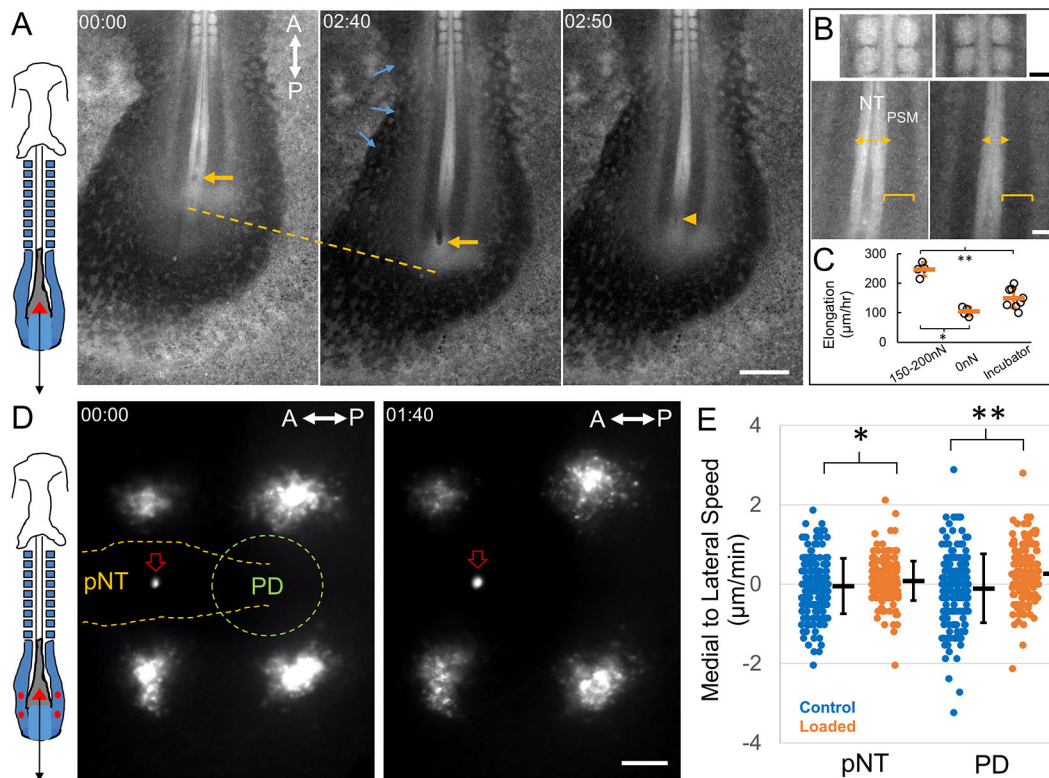 A
00:00
A
P
02:40
02:50
B
NT
PSM
C
Elongation
(μm/hr)
300
200
100
0
**
*
150-200nN
0nN
Incubator
D
00:00
A
P
pNT
PD
01:40
A
P
E
Medial to Lateral Speed
(μm/min)
4
2
0
-2
-4
*
**
Control
Loaded
pNT
PD